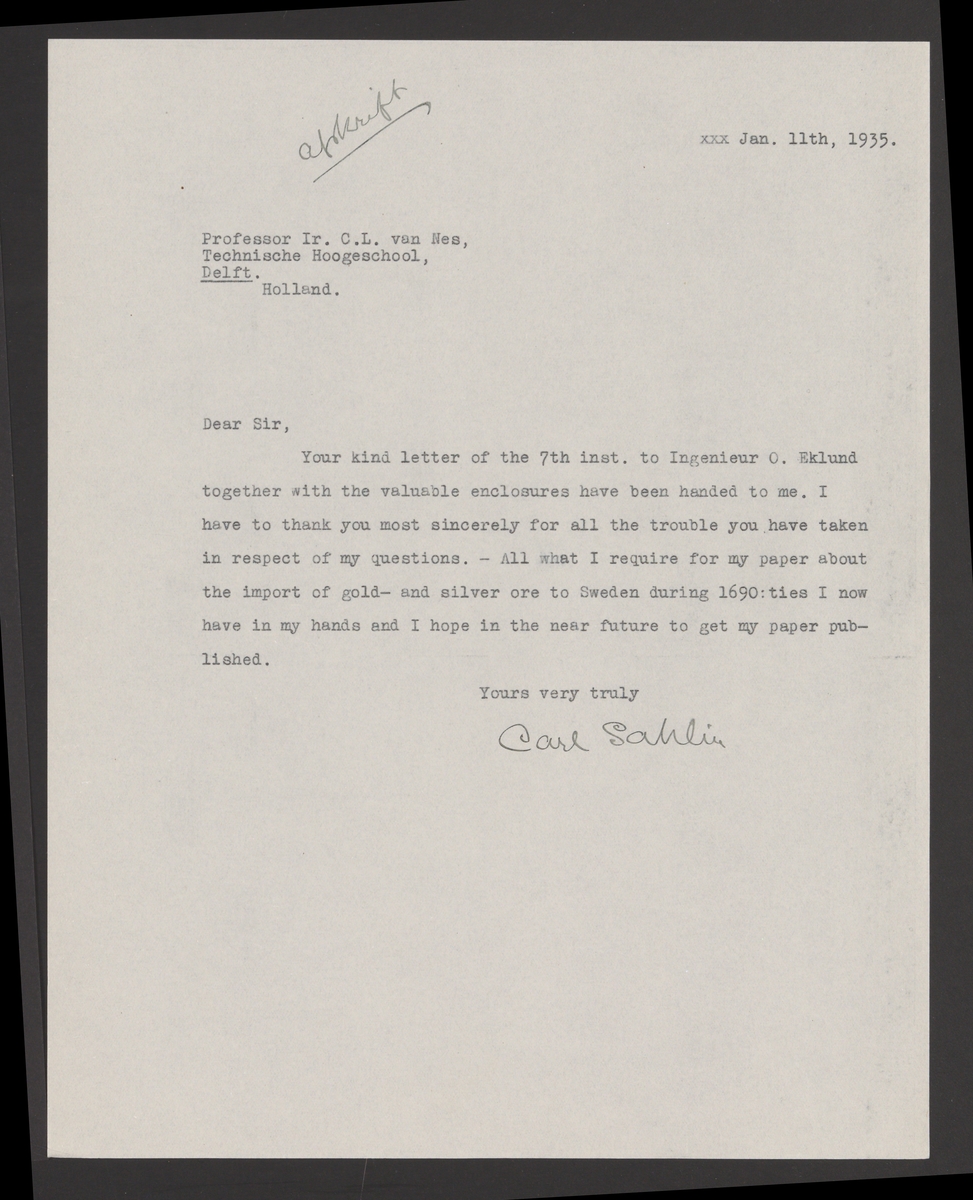 afskrift
xxx Jan. 11th, 1935.
Professor Ir. C.L. van Nes,
Technische Hoogeschool,
Delft.
Holland.
Dear Sir,
Your kind letter of the 7th inst. to Ingenieur O. Eklund
together with the valuable enclosures have been handed to me. I
have to thank you most sincerely for all the trouble you have taken
in respect of my questions. — All what I require for my paper about
the import of gold— and silver ore to Sweden during 1690:ties I now
have in my hands and I hope in the near future to get my paper pub—
lished.
Yours very truly
Carl Sahlin